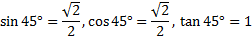 sin 45° = √2/2, cos 45° = √2/2, tan 45° = 1